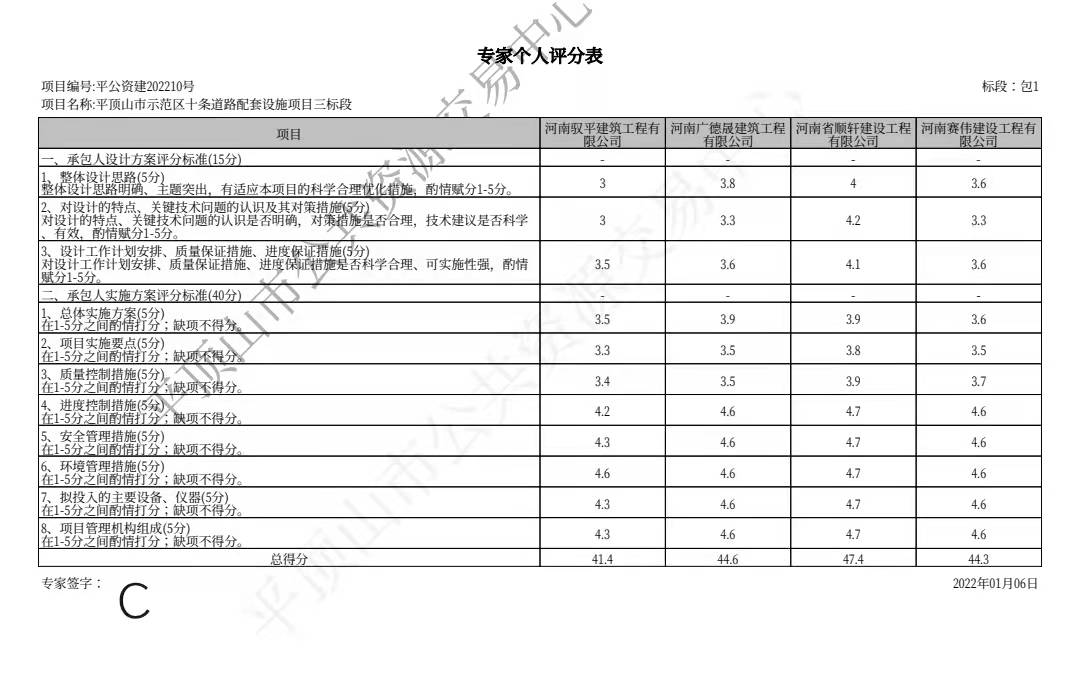 专家个人评分表
项目编号:平公资建202210号
标段：包1
项目名称:平顶山市示范区十条道路配套设施项目三标段
项目 河南驭平建筑工程有限公司 河南广德晟建筑工程有限公司 河南省顺轩建设工程有限公司 河南赛伟建设工程有限公司
一、承包人设计方案评分标准(15分) - - - -
1、整体设计思路(5分)
整体设计思路明确、主题突出，有适应本项目的科学合理优化措施，酌情赋分1-5分。 3 3.8 4 3.6
2、对设计的特点、关键技术问题的认识及其对策措施(5分)
对设计的特点、关键技术问题的认识是否明确，对策措施是否合理，技术建议是否科学
、有效，酌情赋分1-5分。 3 3.3 4.2 3.3
3、设计工作计划安排、质量保证措施、进度保证措施(5分)
对设计工作计划安排、质量保证措施、进度保证措施是否科学合理、可实施性强，酌情
赋分1-5分。 3.5 3.6 4.1 3.6
二、承包人实施方案评分标准(40分) - - - -
1、总体实施方案(5分)
在1-5分之间酌情打分；缺项不得分。 3.5 3.9 3.9 3.6
2、项目实施要点(5分)
在1-5分之间酌情打分；缺项不得分。 3.3 3.5 3.8 3.5
3、质量控制措施(5分)
在1-5分之间酌情打分；缺项不得分。 3.4 3.5 3.9 3.7
4、进度控制措施(5分)
在1-5分之间酌情打分；缺项不得分。 4.2 4.6 4.7 4.6
5、安全管理措施(5分)
在1-5分之间酌情打分；缺项不得分。 4.3 4.6 4.7 4.6
6、环境管理措施(5分)
在1-5分之间酌情打分；缺项不得分。 4.6 4.6 4.7 4.6
7、拟投入的主要设备、仪器(5分)
在1-5分之间酌情打分；缺项不得分。 4.3 4.6 4.7 4.6
8、项目管理机构组成(5分)
在1-5分之间酌情打分；缺项不得分。 4.3 4.6 4.7 4.6
总得分 41.4 44.6 47.4 44.3
专家签字：
C
2022年01月06日
平顶山市公共资源交易中心
平顶山市公共资源交易中心